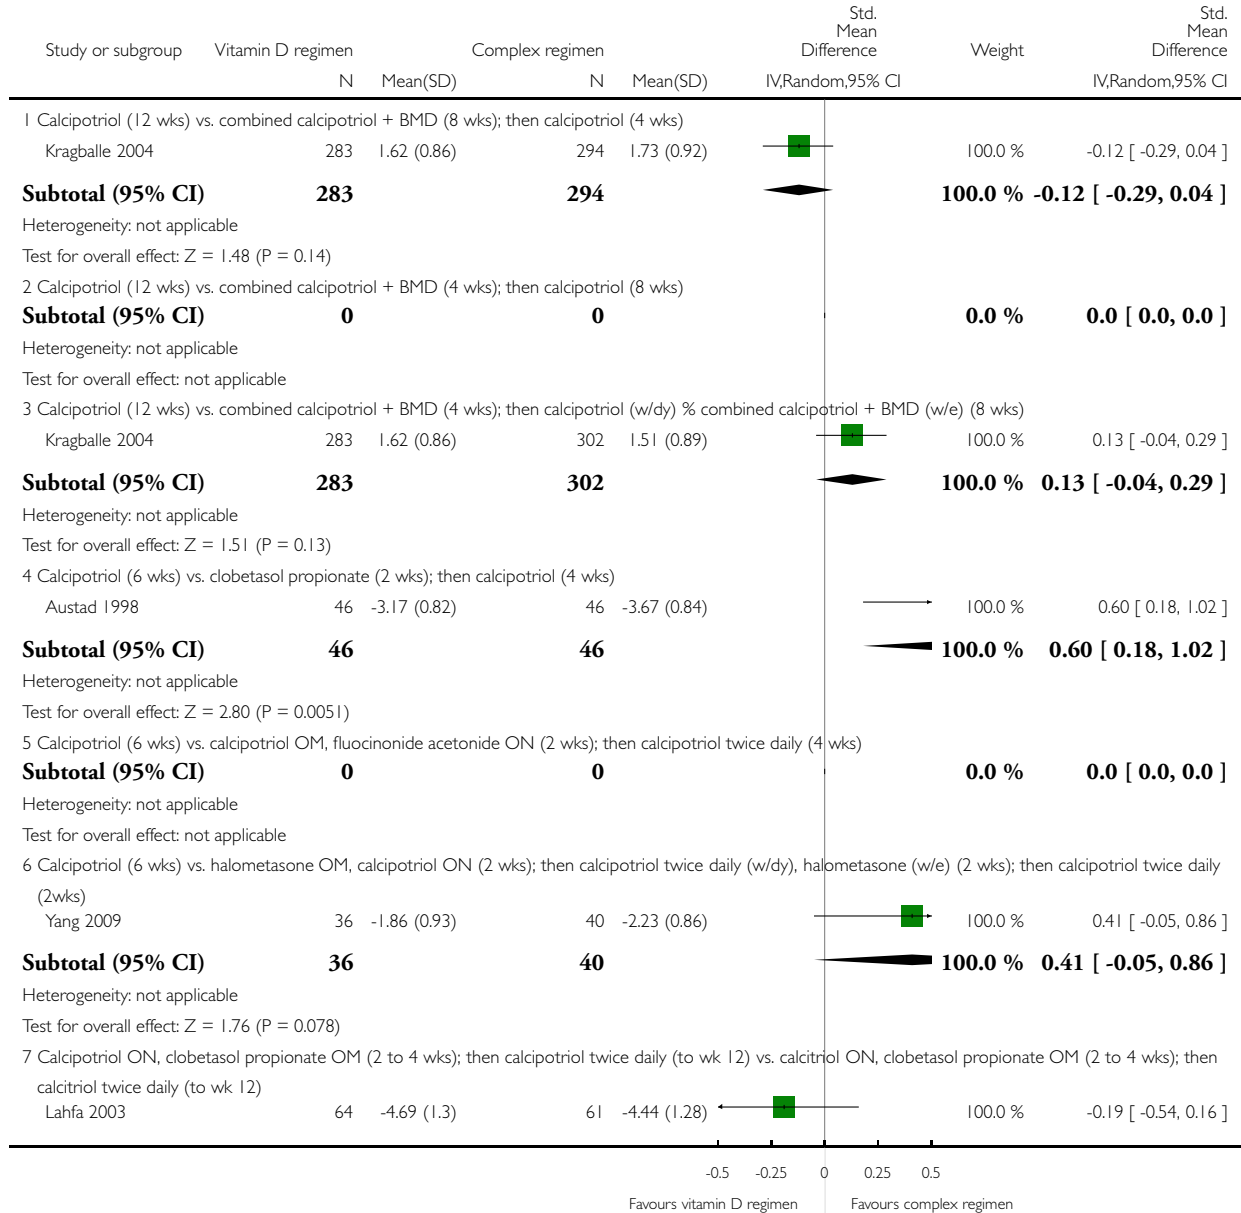 Std.
Mean
Difference
Std.
Mean
Difference
Study or subgroup Vitamin D regimen Complex regimen Weight
N Mean(SD) N Mean(SD) IV,Random,95% CI IV,Random,95% CI
1 Calcipotriol (12 wks) vs. combined calcipotriol + BMD (8 wks); then calcipotriol (4 wks)
Kragballe 2004 283 1.62 (0.86) 294 1.73 (0.92) 100.0 % -0.12 [ -0.29, 0.04 ]
Subtotal (95% CI) 283 294 100.0 % -0.12 [ -0.29, 0.04 ]
Heterogeneity: not applicable
Test for overall effect: Z = 1.48 (P = 0.14)
2 Calcipotriol (12 wks) vs. combined calcipotriol + BMD (4 wks); then calcipotriol (8 wks)
Subtotal (95% CI) 0 0 0.0 % 0.0 [ 0.0, 0.0 ]
Heterogeneity: not applicable
Test for overall effect: not applicable
3 Calcipotriol (12 wks) vs. combined calcipotriol + BMD (4 wks); then calcipotriol (w/dy) % combined calcipotriol + BMD (w/e) (8 wks)
Kragballe 2004 283 1.62 (0.86) 302 1.51 (0.89) 100.0 % 0.13 [ -0.04, 0.29 ]
Subtotal (95% CI) 283 302 100.0 % 0.13 [ -0.04, 0.29 ]
Heterogeneity: not applicable
Test for overall effect: Z = 1.51 (P = 0.13)
4 Calcipotriol (6 wks) vs. clobetasol propionate (2 wks); then calcipotriol (4 wks)
Austad 1998 46 -3.17 (0.82) 46 -3.67 (0.84) 100.0 % 0.60 [ 0.18, 1.02 ]
Subtotal (95% CI) 46 46 100.0 % 0.60 [ 0.18, 1.02 ]
Heterogeneity: not applicable
Test for overall effect: Z = 2.80 (P = 0.0051)
5 Calcipotriol (6 wks) vs. calcipotriol OM, fluocinonide acetonide ON (2 wks); then calcipotriol twice daily (4 wks)
Subtotal (95% CI) 0 0 0.0 % 0.0 [ 0.0, 0.0 ]
Heterogeneity: not applicable
Test for overall effect: not applicable
6 Calcipotriol (6 wks) vs. halometasone OM, calcipotriol ON (2 wks); then calcipotriol twice daily (w/dy), halometasone (w/e) (2 wks); then calcipotriol twice daily
(2wks)
Yang 2009 36 -1.86 (0.93) 40 -2.23 (0.86) 100.0 % 0.41 [ -0.05, 0.86 ]
Subtotal (95% CI) 36 40 100.0 % 0.41 [ -0.05, 0.86 ]
Heterogeneity: not applicable
Test for overall effect: Z = 1.76 (P = 0.078)
7 Calcipotriol ON, clobetasol propionate OM (2 to 4 wks); then calcipotriol twice daily (to wk 12) vs. calcitriol ON, clobetasol propionate OM (2 to 4 wks); then
calcitriol twice daily (to wk 12)
Lahfa 2003 64 -4.69 (1.3) 61 -4.44 (1.28) 100.0 % -0.19 [ -0.54, 0.16 ]
-0.5 -0.25 0 0.25 0.5
Favours vitamin D regimen Favours complex regimen